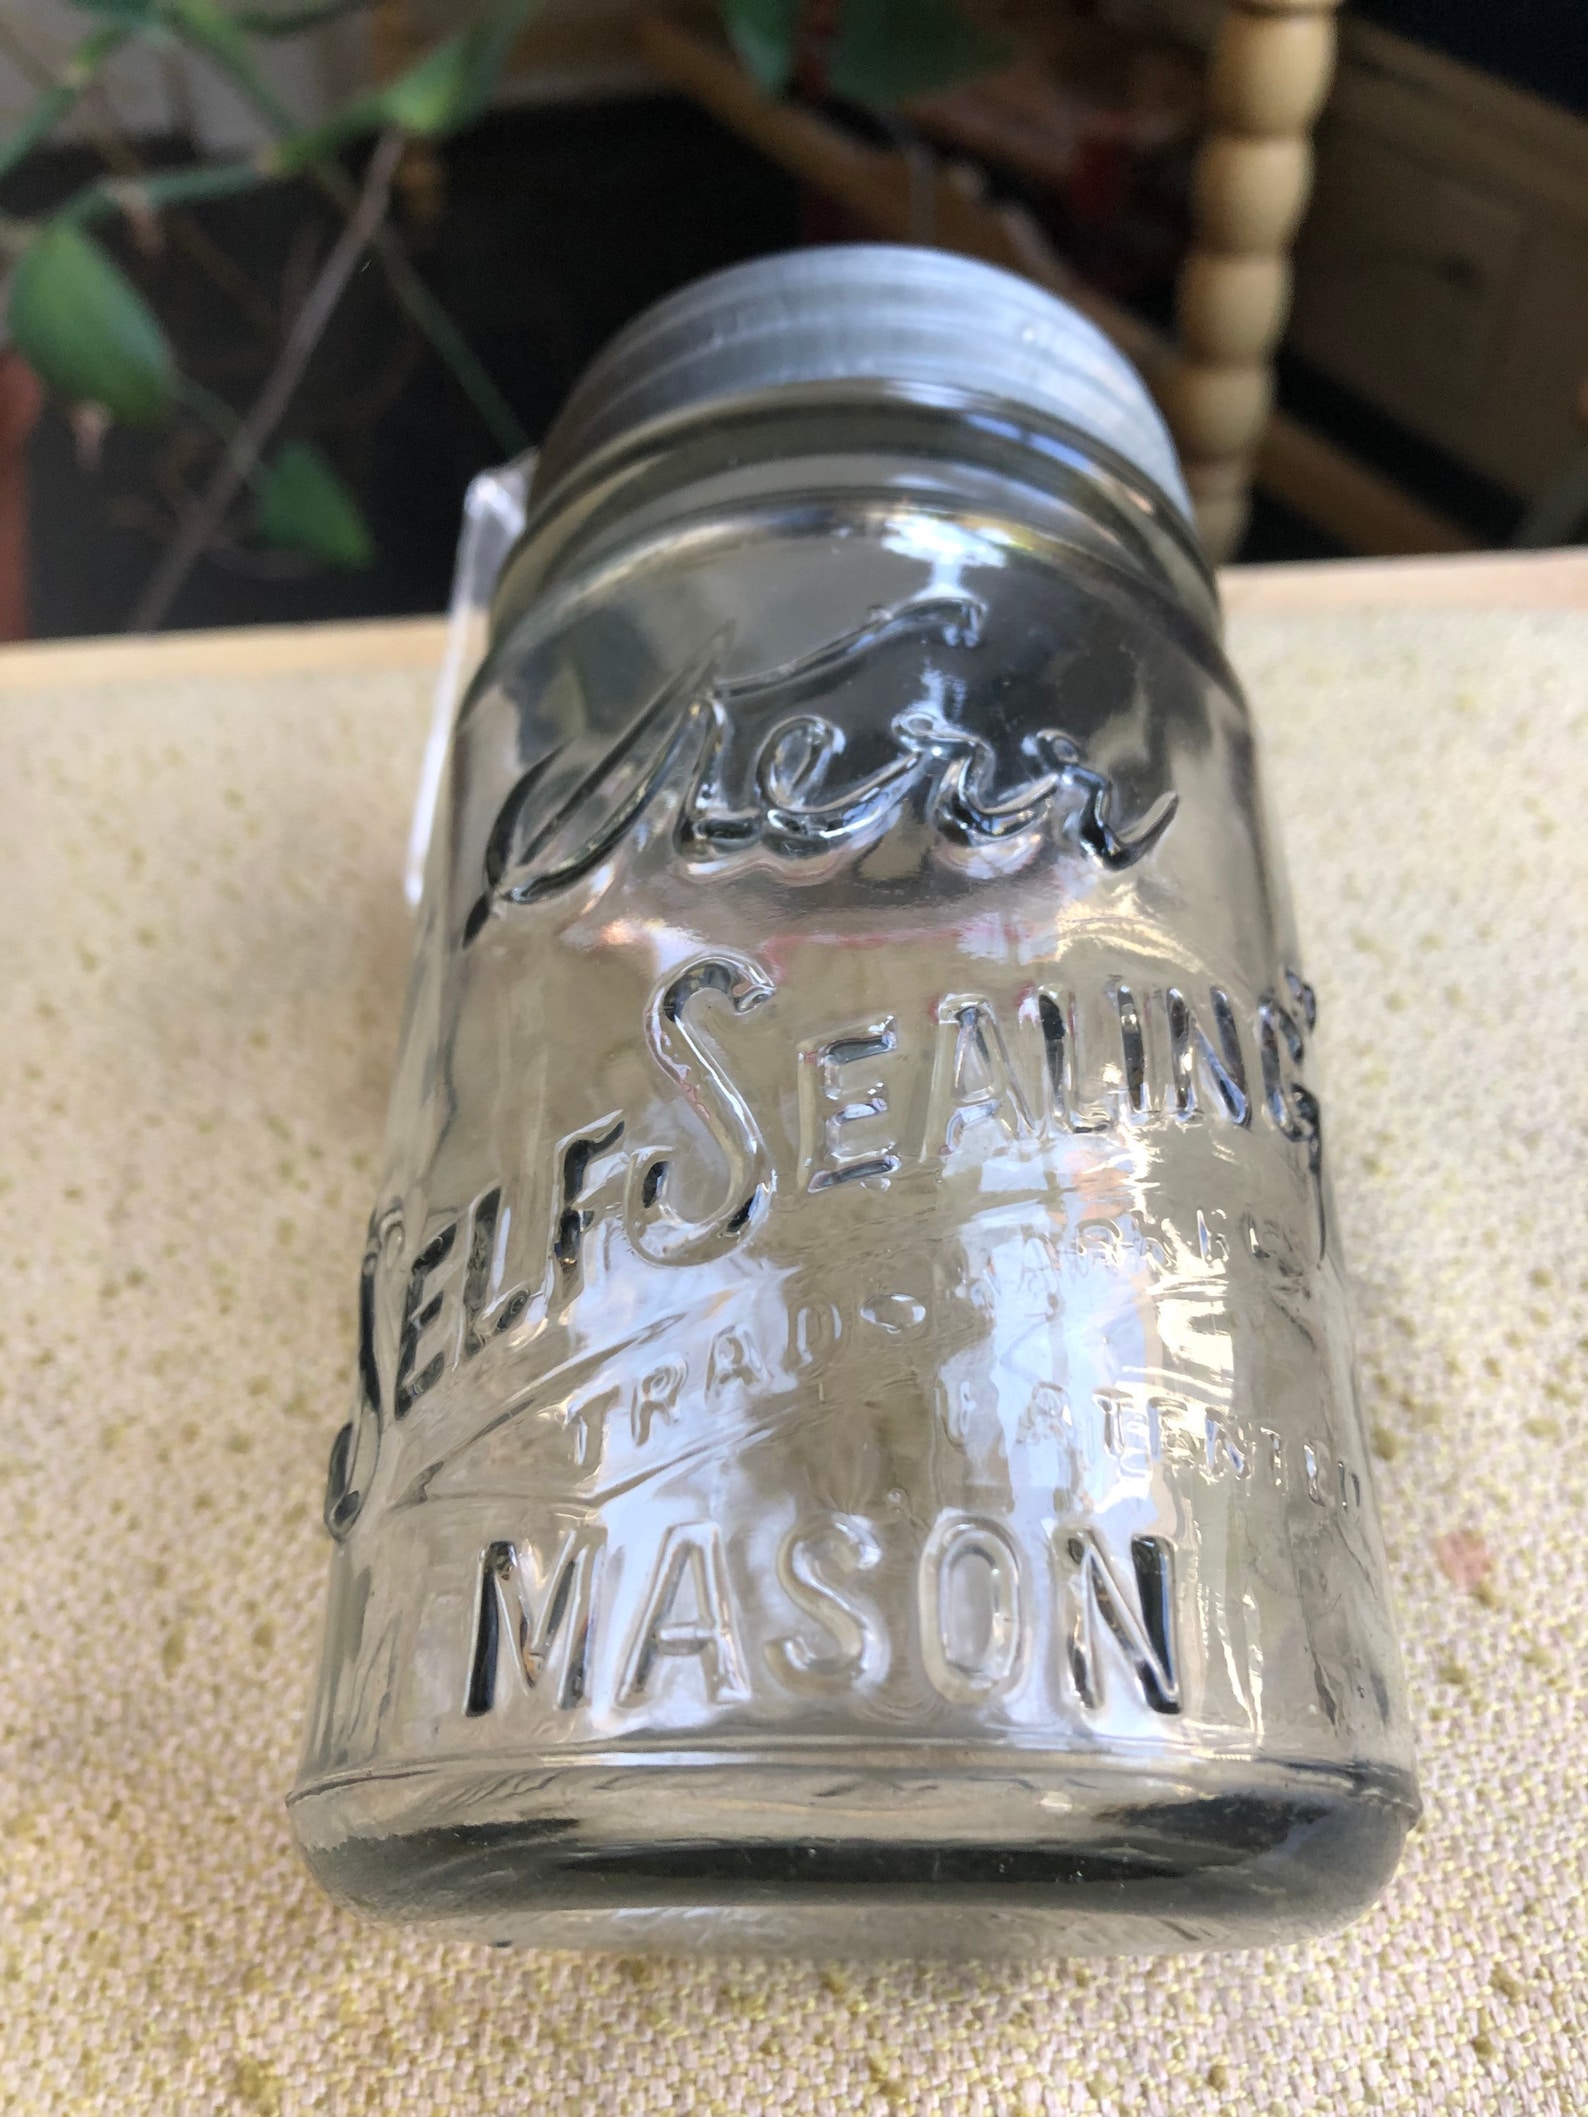 Kerr
SELF SEALING
TRADE MARK REG.
PATENTED
MASON